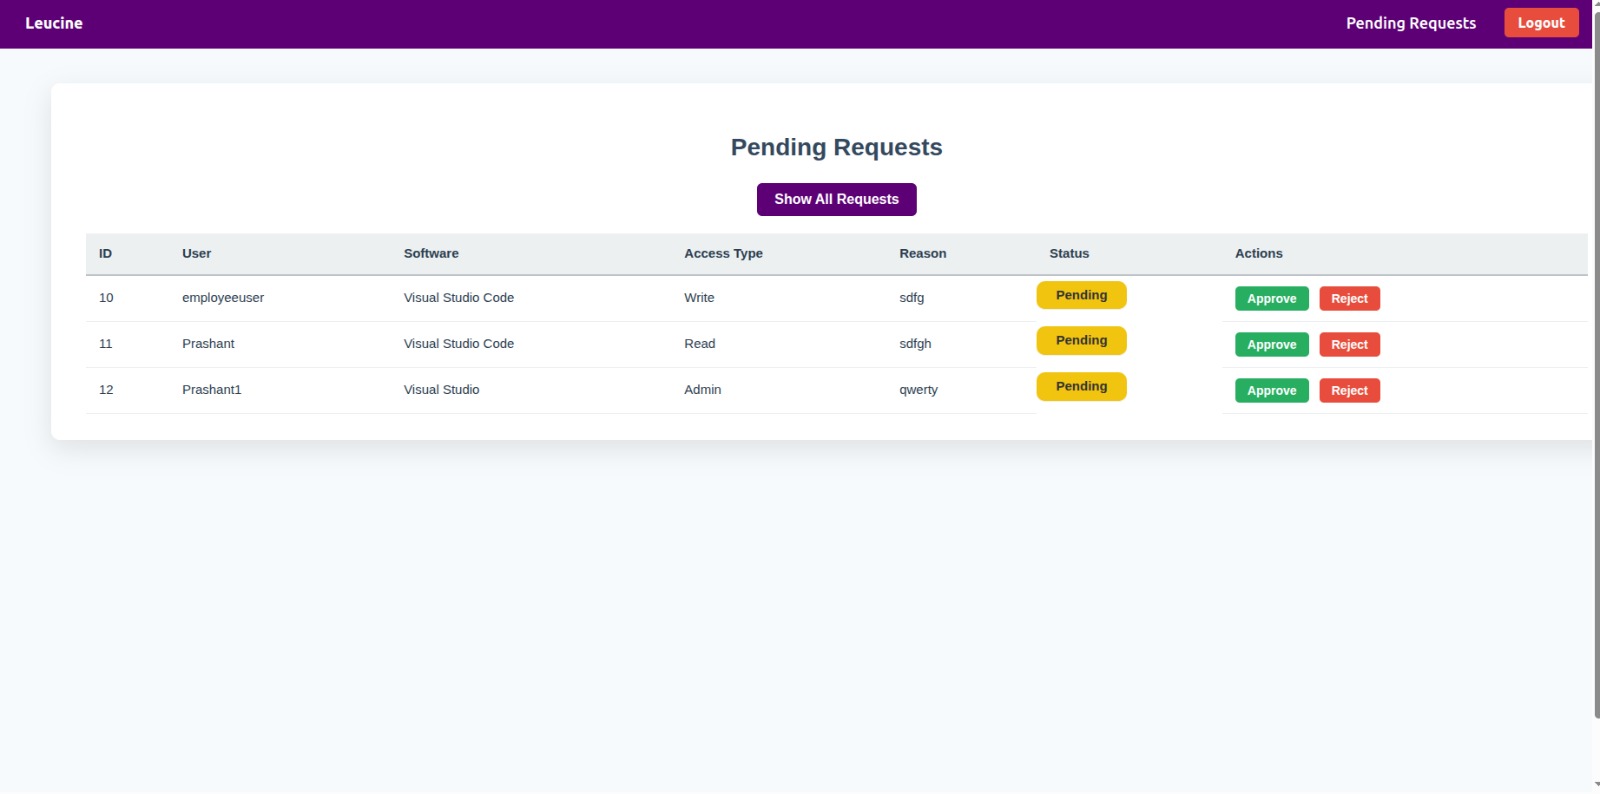 Leucine Pending Requests Logout
Pending Requests
Show All Requests
ID User Software Access Type Reason Status Actions
10 employeeuser Visual Studio Code Write sdfg Pending Approve Reject
11 Prashant Visual Studio Code Read sdfgh Pending Approve Reject
12 Prashant1 Visual Studio Admin qwerty Pending Approve Reject